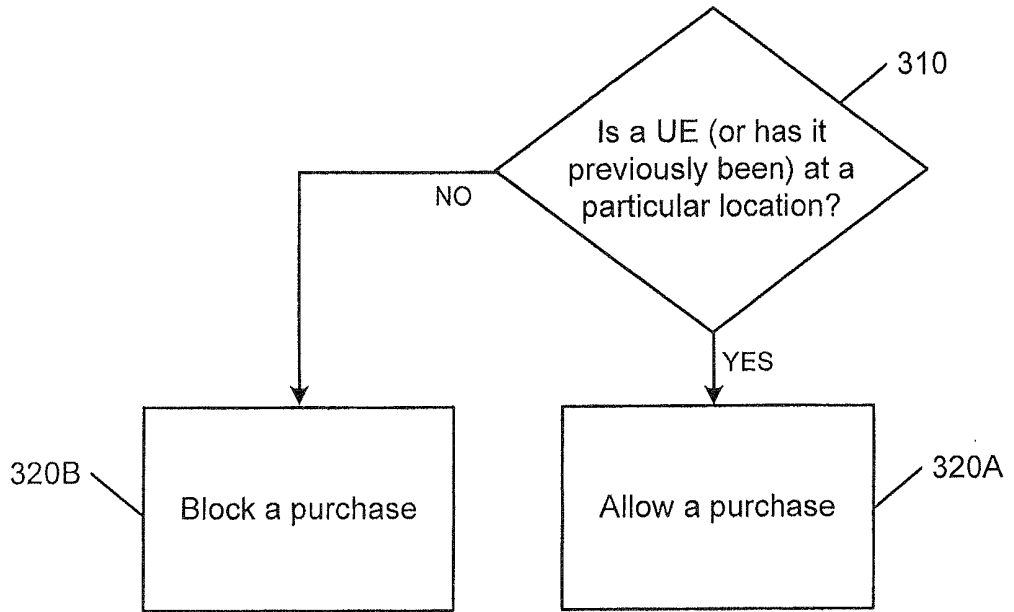 310
Is a UE (or has it
previously been) at a
particular location?
NO
YES
320B
Block a purchase
Allow a purchase
320A